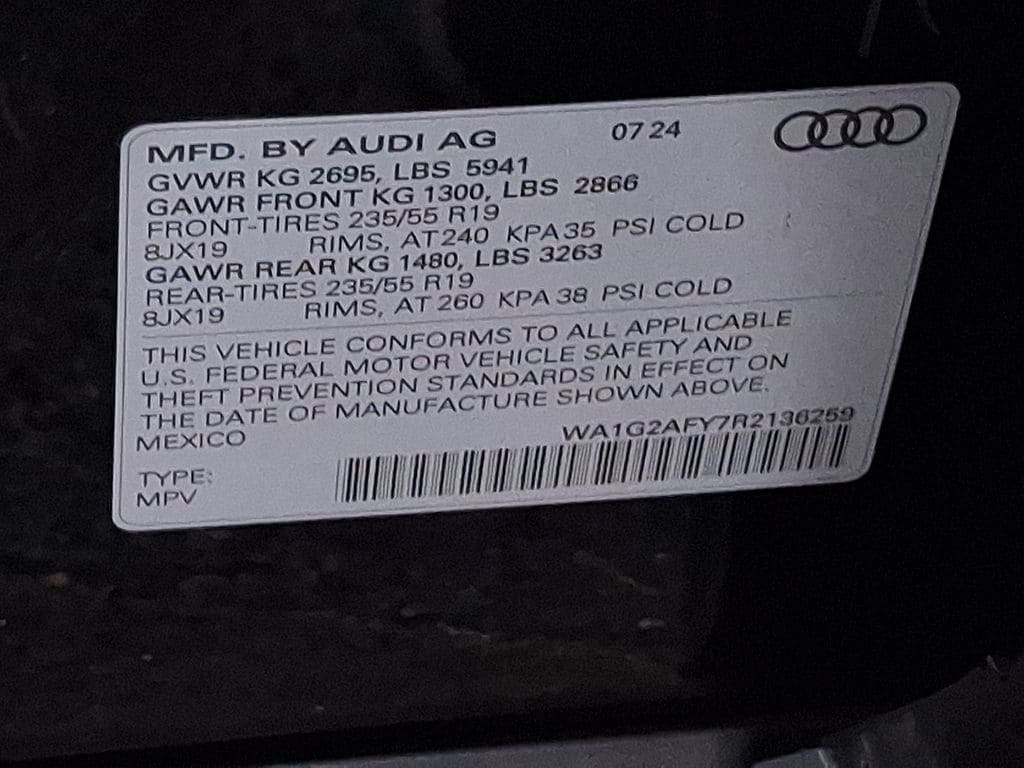 MFD. BY AUDI AG 07 24
GVWR KG 2695, LBS 5941
GAWR FRONT KG 1300, LBS 2866
FRONT-TIRES 235/55 R19
8JX19 RIMS, AT 240 KPA 35 PSI COLD
GAWR REAR KG 1480, LBS 3263
REAR-TIRES 235/55 R19
8JX19 RIMS, AT 260 KPA 38 PSI COLD
THIS VEHICLE CONFORMS TO ALL APPLICABLE
U.S. FEDERAL MOTOR VEHICLE SAFETY AND
THEFT PREVENTION STANDARDS IN EFFECT ON
THE DATE OF MANUFACTURE SHOWN ABOVE.
MEXICO WA1G2AFY7R2136259
TYPE:
MPV